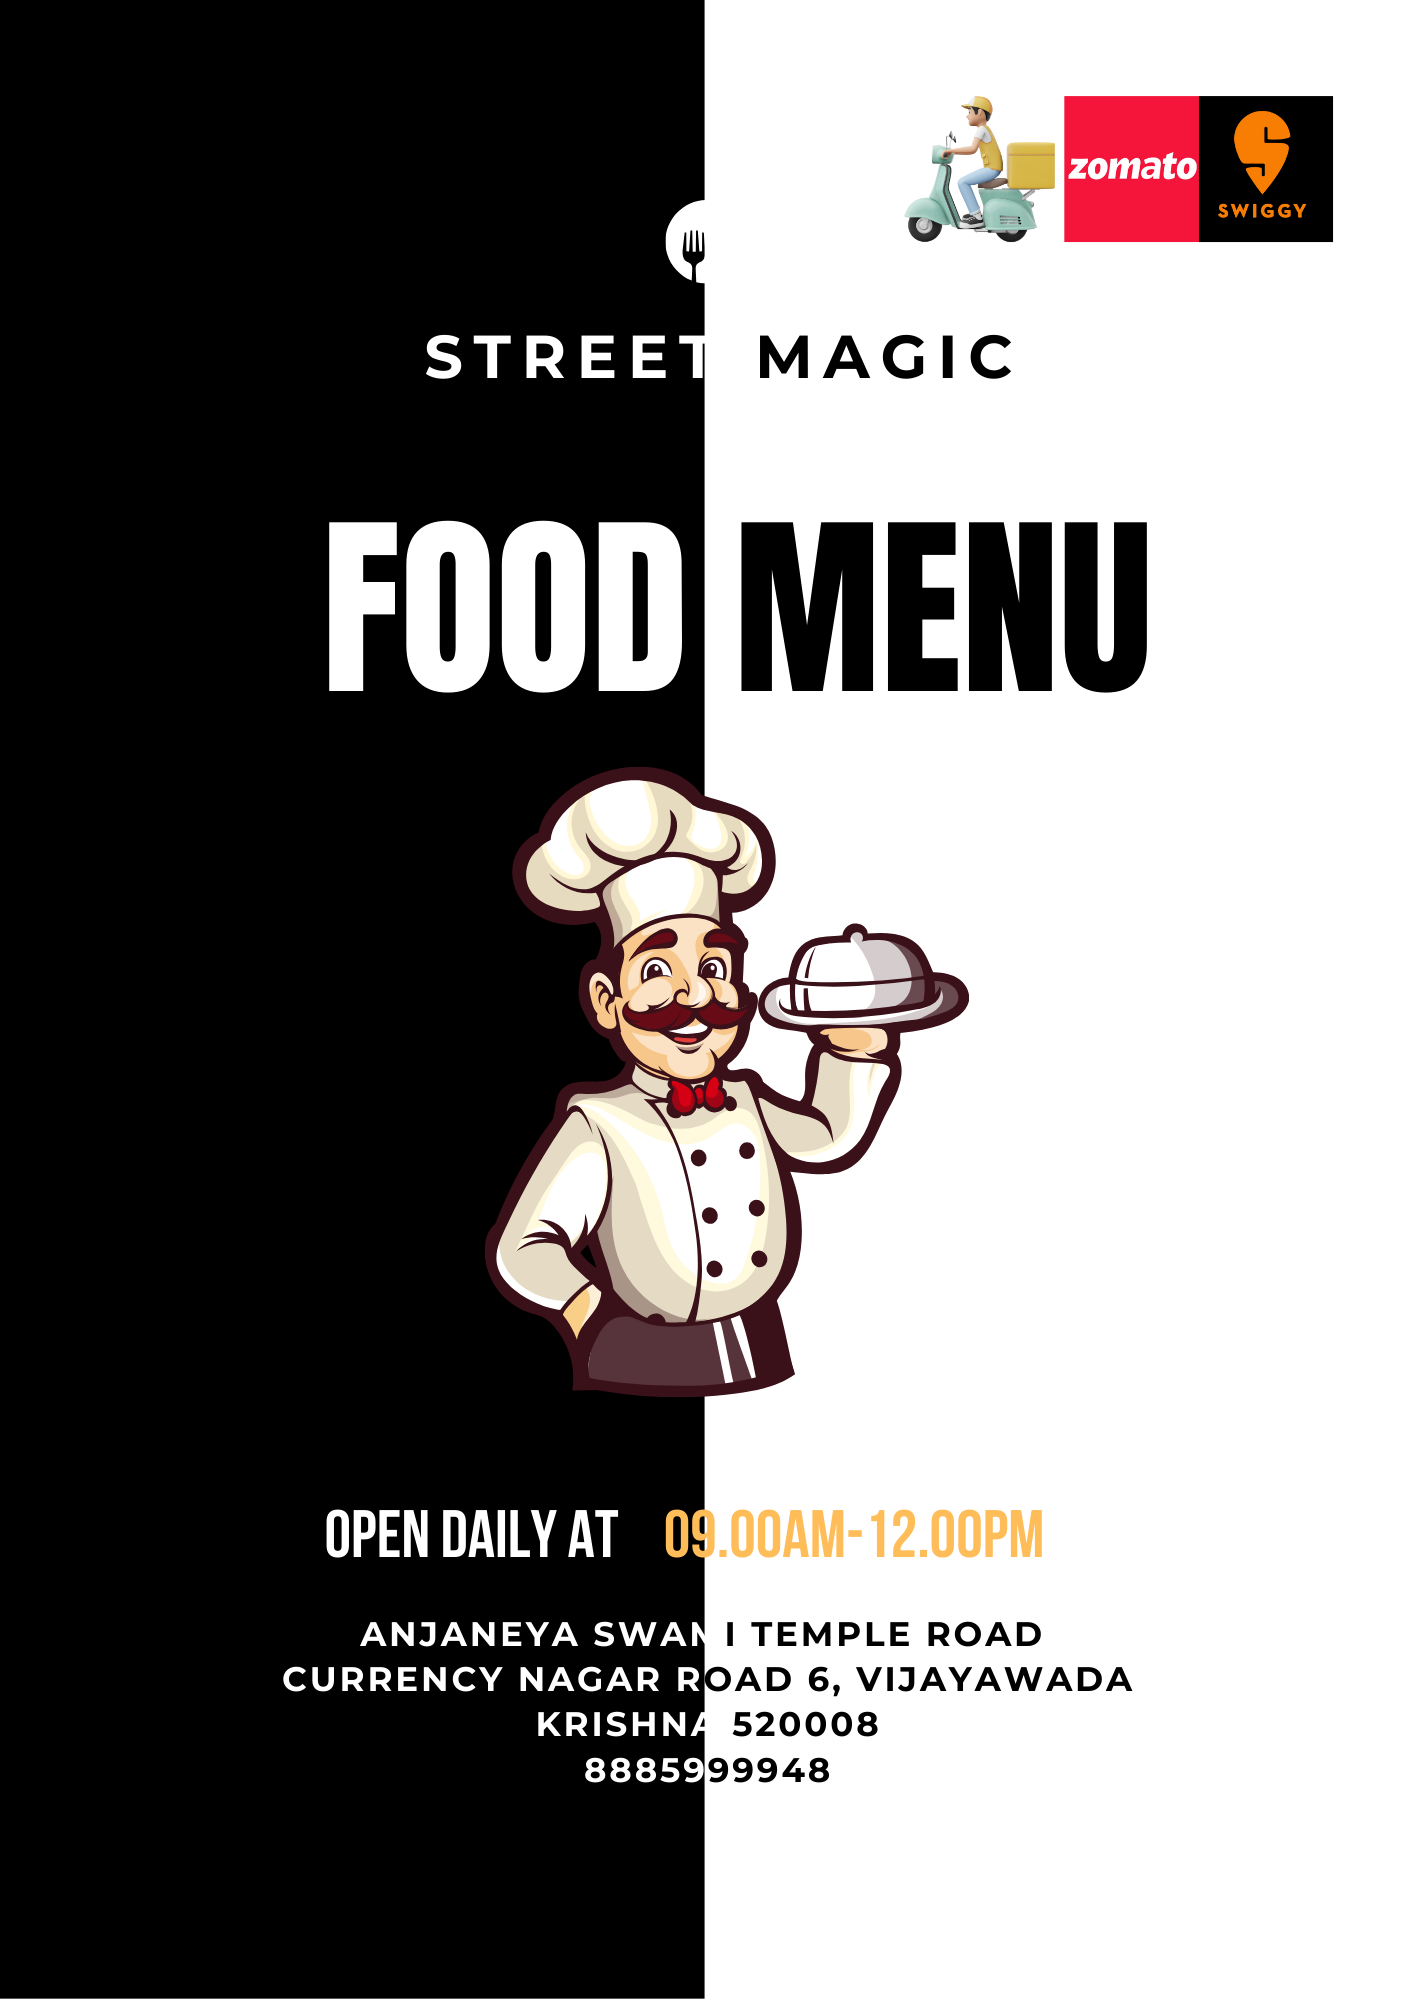 zomato
SWIGGY
STREET MAGIC
FOOD MENU
OPEN DAILY AT 09.00AM-12.00PM
ANJANEYA SWAMI TEMPLE ROAD
CURRENCY NAGAR ROAD 6, VIJAYAWADA
KRISHNA 520008
8885999948